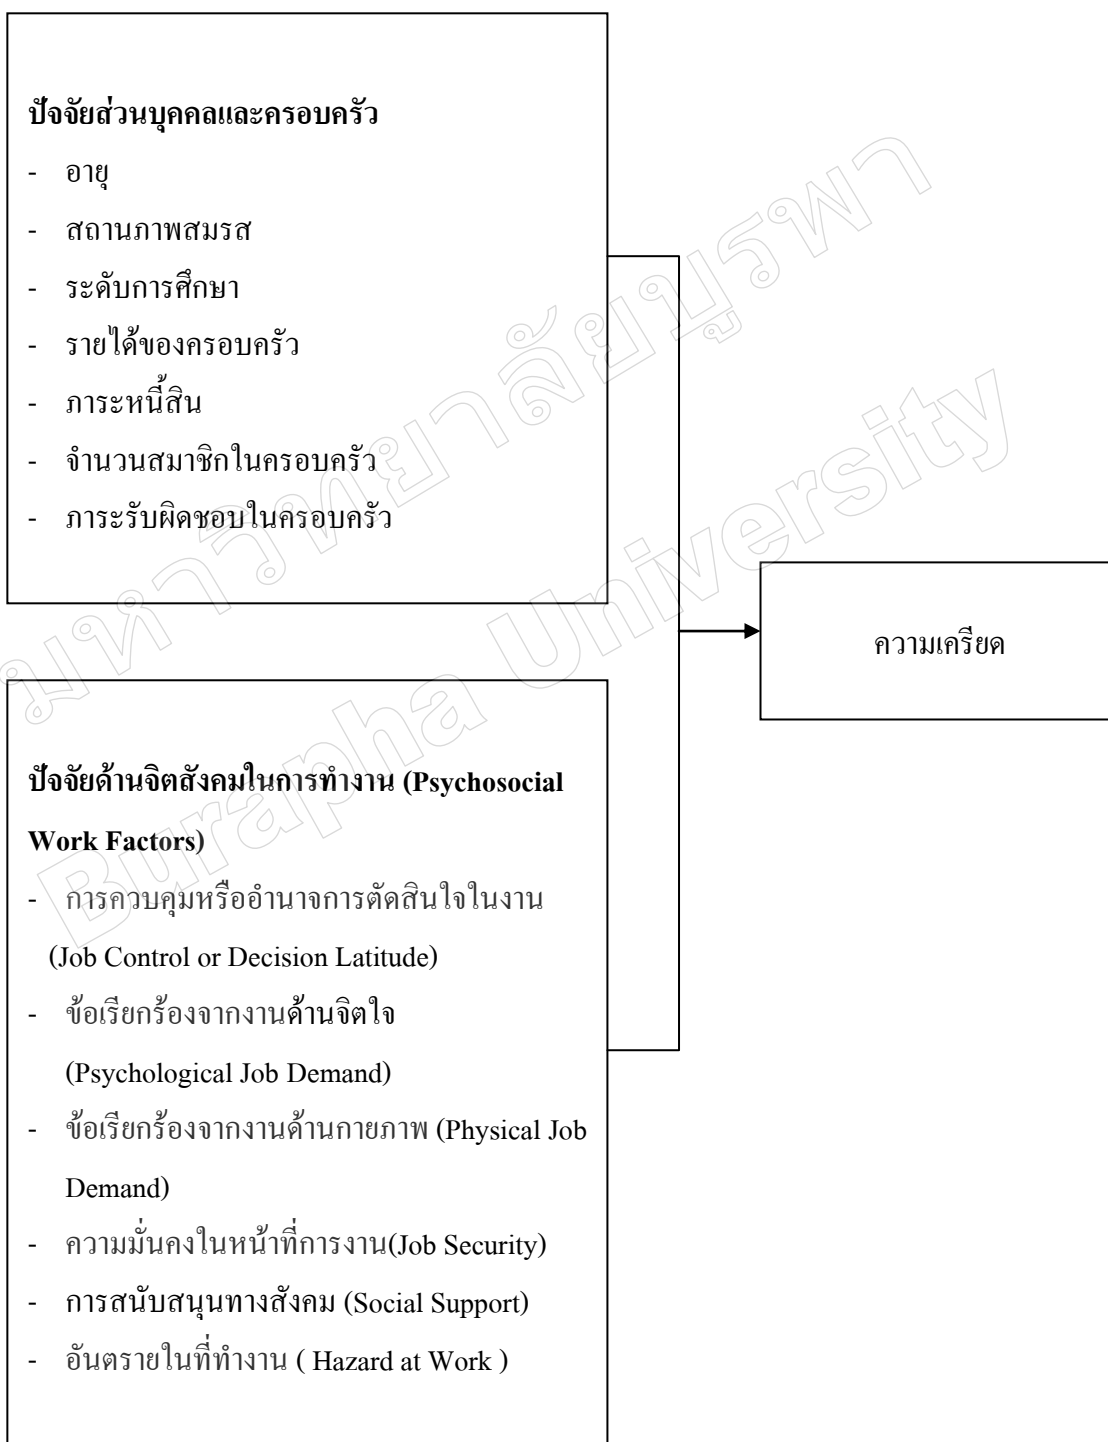 ปัจจัยส่วนบุคคลและครอบครัว
- อายุ
- สถานภาพสมรส
- ระดับการศึกษา
- รายได้ของครอบครัว
- ภาระหนี้สิน
- จำนวนสมาชิกในครอบครัว
- ภาระรับผิดชอบในครอบครัว
ความเครียด
ปัจจัยด้านจิตสังคมในการทำงาน (Psychosocial
Work Factors)
- การควบคุมหรืออำนาจการตัดสินใจในงาน
(Job Control or Decision Latitude)
- ข้อเรียกร้องจากงานด้านจิตใจ
(Psychological Job Demand)
- ข้อเรียกร้องจากงานด้านกายภาพ (Physical Job
Demand)
- ความมั่นคงในหน้าที่การงาน(Job Security)
- การสนับสนุนทางสังคม (Social Support)
- อันตรายในที่ทำงาน ( Hazard at Work )
มหาวิทยาลัยบูรพา
Burapha University